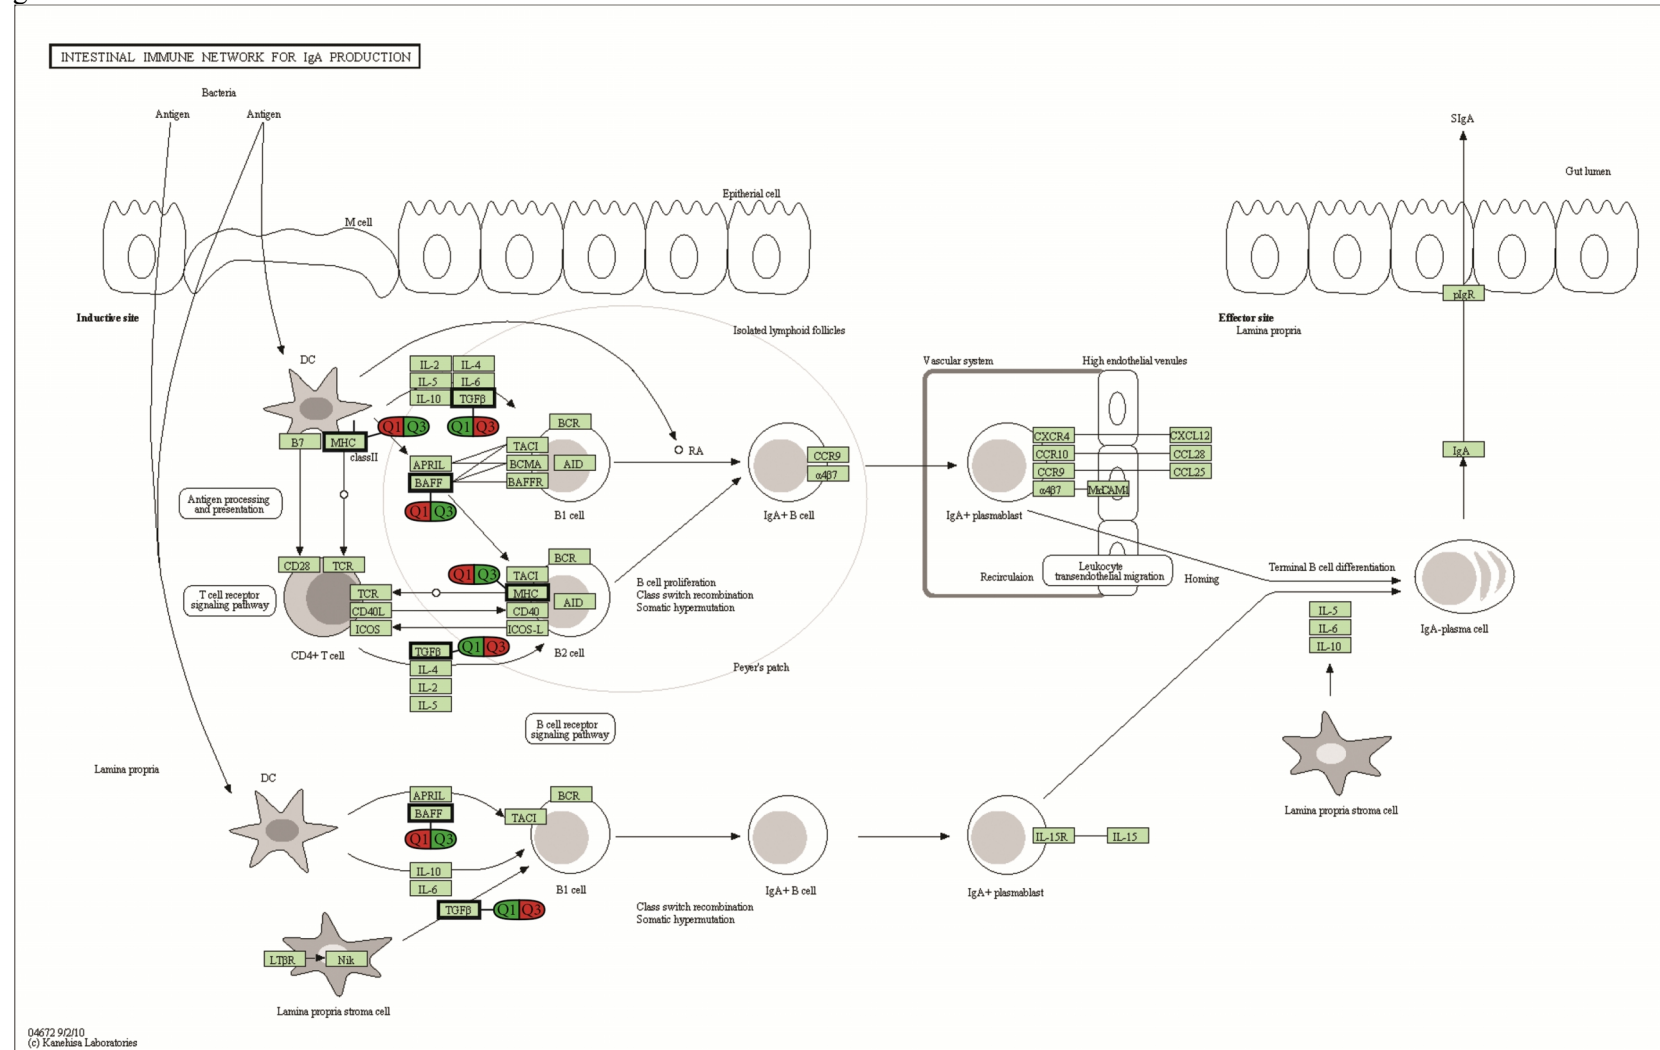 INTESTINAL IMMUNE NETWORK FOR IgA PRODUCTION
Bacteria
Antigen
Antigen
SIgA
Gut lumen
Epitherial cell
M cell
pIgR
Inductive site
Effector site
Lamina propria
Isolated lymphoid follicles
DC
Vascular system
High endothelial venules
IL-2
IL-4
IL-5
IL-6
IL-10
TGFβ
Q1 Q3
Q1 Q3
B7
MHC
classII
BCR
TACI
APRIL
BCMA
AID
BAFF
BAFFR
Q1 Q3
B1 cell
RA
CCR9
α4β7
IgA+ B cell
CXCR4
CXCL12
CCR10
CCL28
CCR9
CCL25
α4β7
IgA+ plasmablast
IgA
Antigen processing
and presentation
CD28
TCR
T cell receptor
signaling pathway
TCR
CD40L
ICOS
CD4+ T cell
BCR
Q1 Q3
TACI
MHC
AID
CD40
ICOS-L
B2 cell
TGFβ
Q1 Q3
IL-4
IL-2
IL-5
B cell proliferation
Class switch recombination
Somatic hypermutation
Peyer's patch
Recirculaion
Leukocyte
transendothelial migration
Homing
Terminal B cell differentiation
IL-5
IL-6
IL-10
IgA-plasma cell
B cell receptor
signaling pathway
Lamina propria
DC
APRIL
BAFF
Q1 Q3
BCR
TACI
IL-10
IL-6
B1 cell
TGFβ
Q1 Q3
IgA+ B cell
IL-15R
IL-15
IgA+ plasmablast
Lamina propria stroma cell
Class switch recombination
Somatic hypermutation
LTβR
Nik
Lamina propria stroma cell
04672 9/2/10
(c) Kanehisa Laboratories